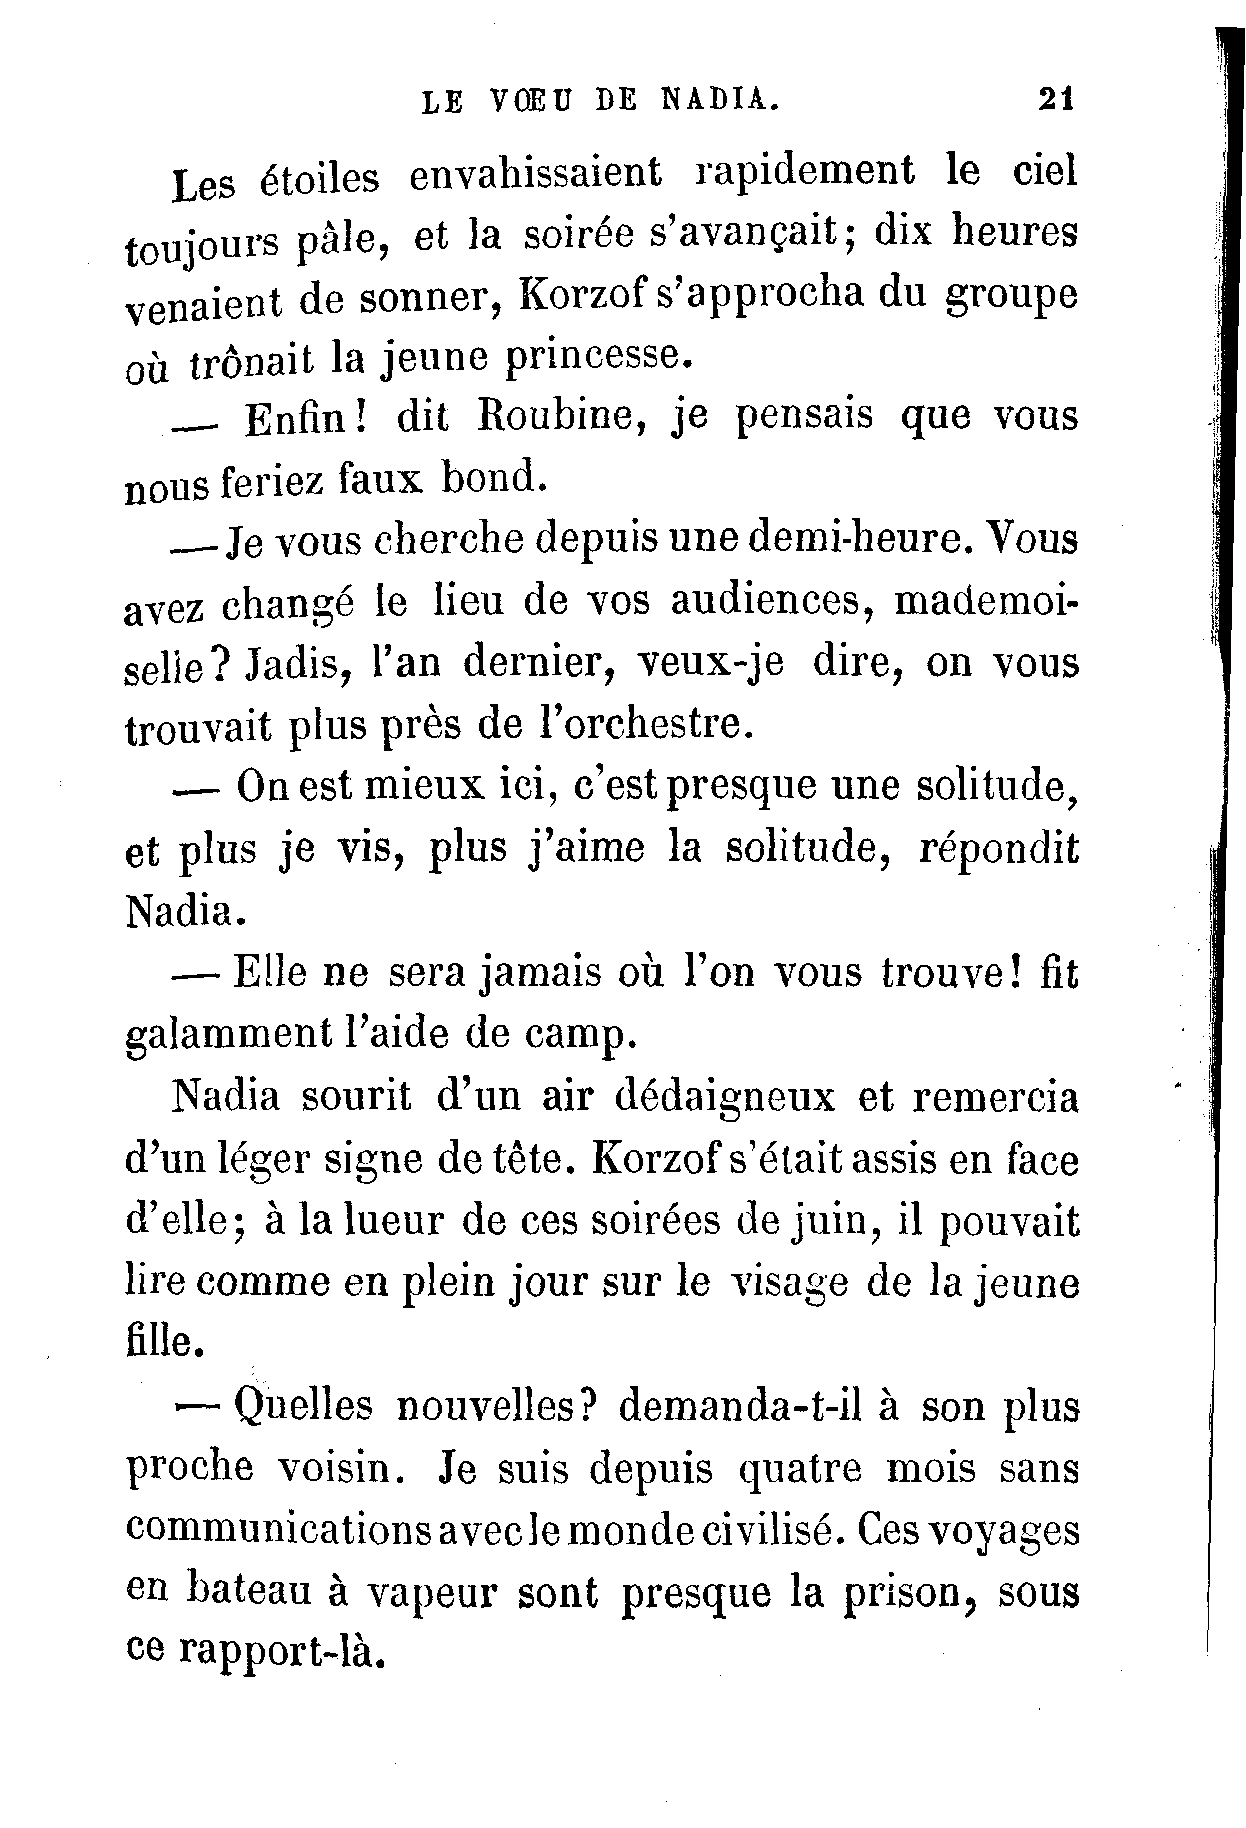 LE VŒU DE NADIA. 21
Les étoiles envahissaient rapidement le ciel
toujours pâle, et la soirée s'avançait; dix heures
venaient de sonner, Korzof s'approcha du groupe
où trônait la jeune princesse.
— Enfin! dit Roubine, je pensais que vous
nous feriez faux bond.
— Je vous cherche depuis une demi-heure. Vous
avez changé le lieu de vos audiences, mademoi-
selle? Jadis, l'an dernier, veux-je dire, on vous
trouvait plus près de l'orchestre.
— On est mieux ici, c'est presque une solitude,
et plus je vis, plus j'aime la solitude, répondit
Nadia.
— Elle ne sera jamais où l'on vous trouve! fit
galamment l'aide de camp.
Nadia sourit d'un air dédaigneux et remercia
d'un léger signe de tête. Korzof s'était assis en face
d'elle; à la lueur de ces soirées de juin, il pouvait
lire comme en plein jour sur le visage de la jeune
fille.
— Quelles nouvelles? demanda-t-il à son plus
proche voisin. Je suis depuis quatre mois sans
communications avec le monde civilisé. Ces voyages
en bateau à vapeur sont presque la prison, sous
ce rapport-là.